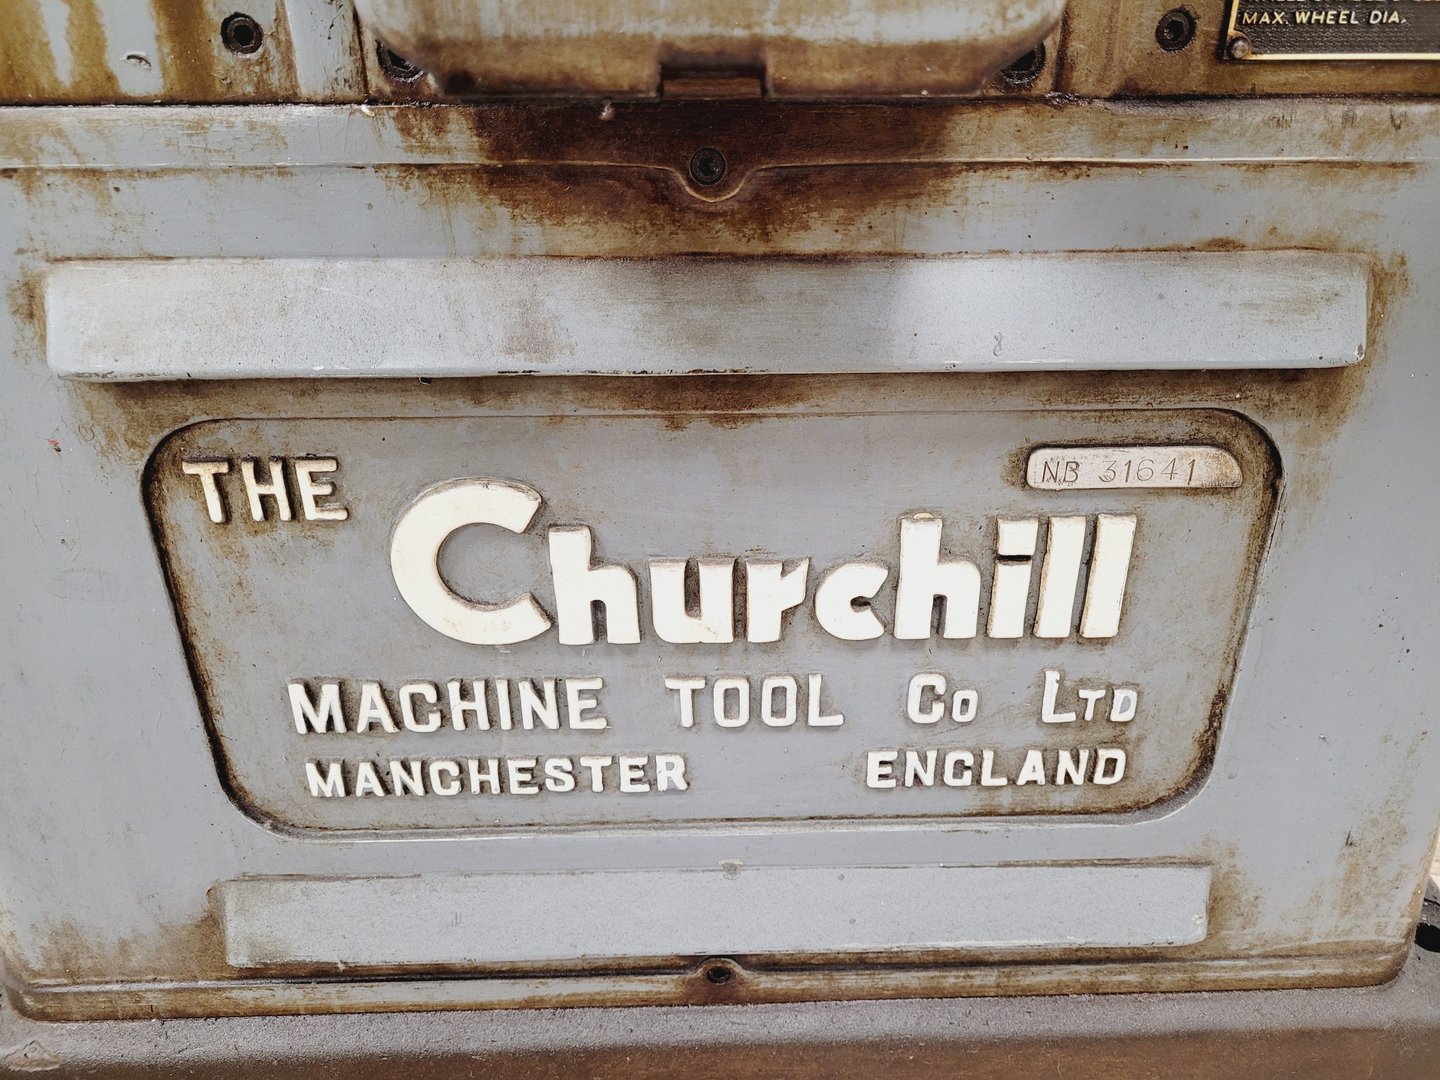 MAX. WHEEL DIA.
THE
NB 31641
Churchill
MACHINE TOOL Co LTD
MANCHESTER ENGLAND